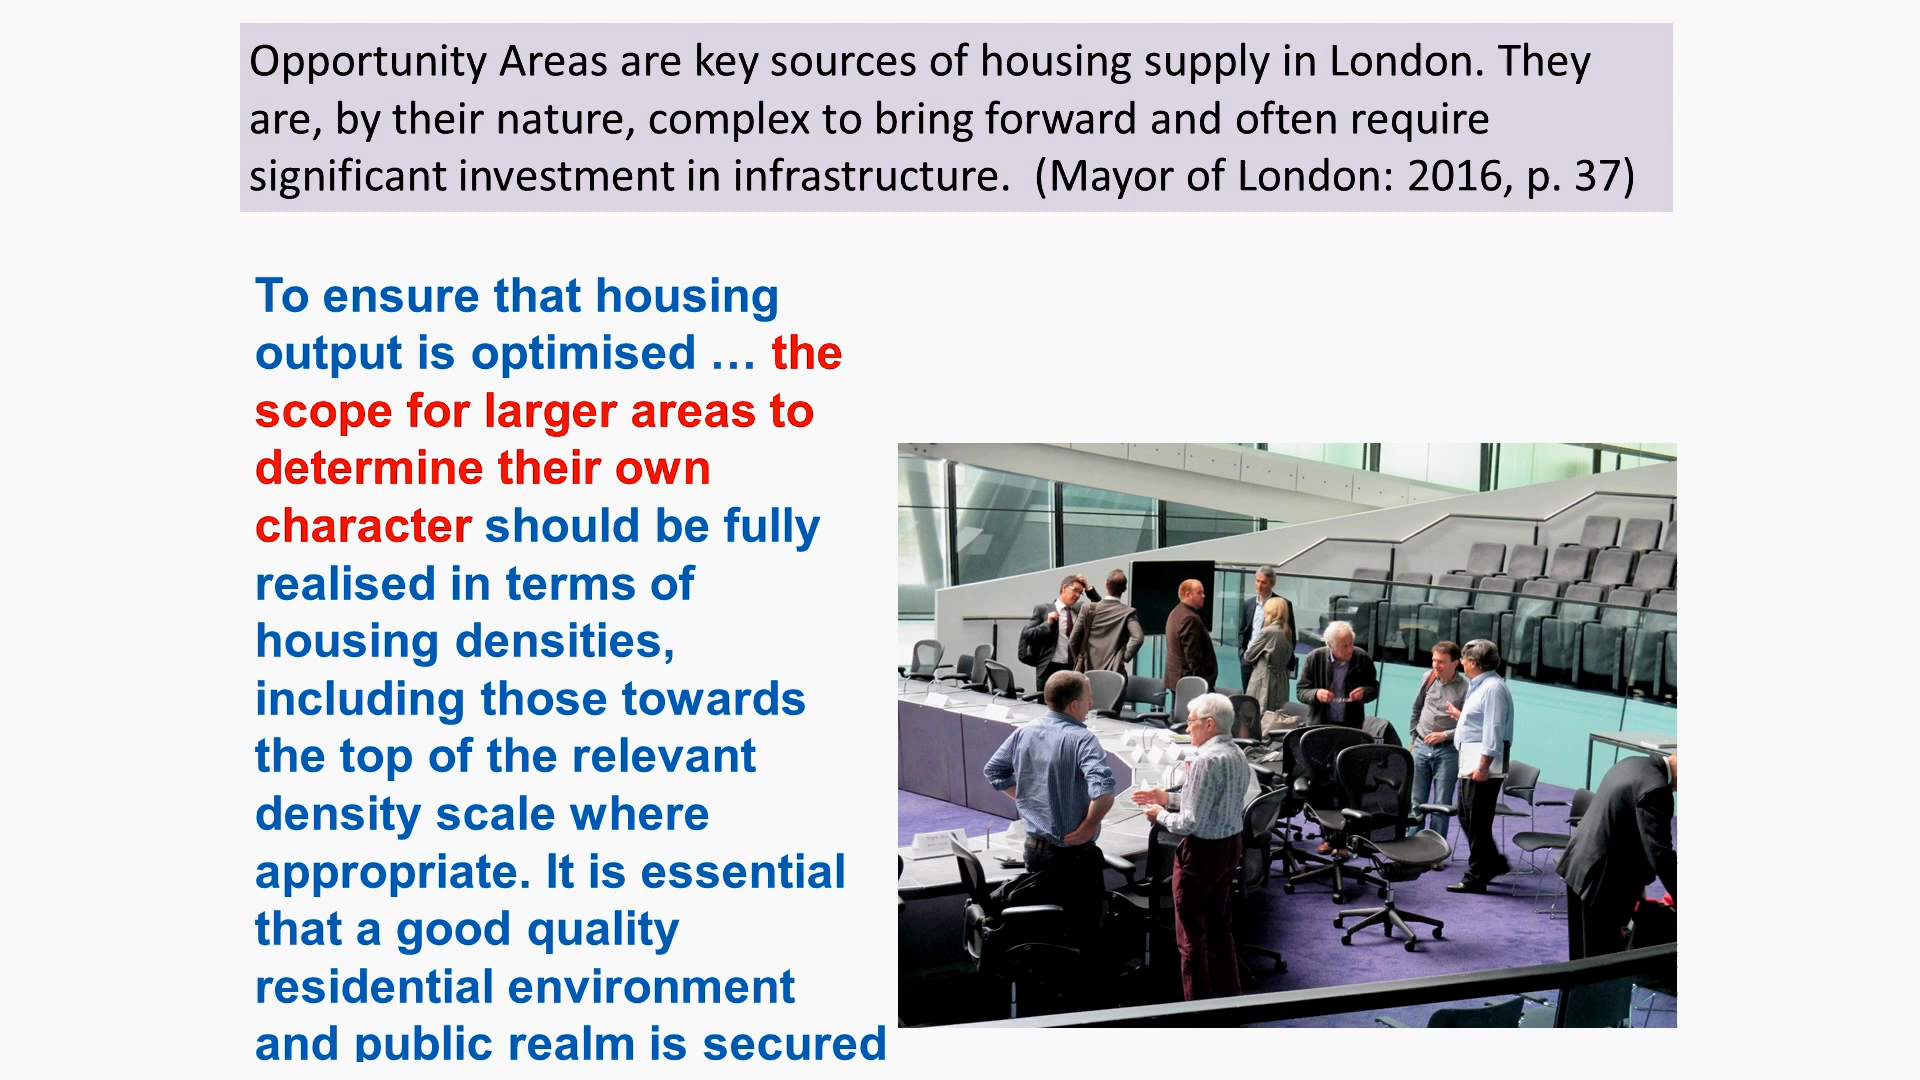 Opportunity Areas are key sources of housing supply in London. They
are, by their nature, complex to bring forward and often require
significant investment in infrastructure.  (Mayor of London: 2016, p. 37)
To ensure that housing
output is optimised … the
scope for larger areas to
determine their own
character should be fully
realised in terms of
housing densities,
including those towards
the top of the relevant
density scale where
appropriate. It is essential
that a good quality
residential environment
and public realm is secured